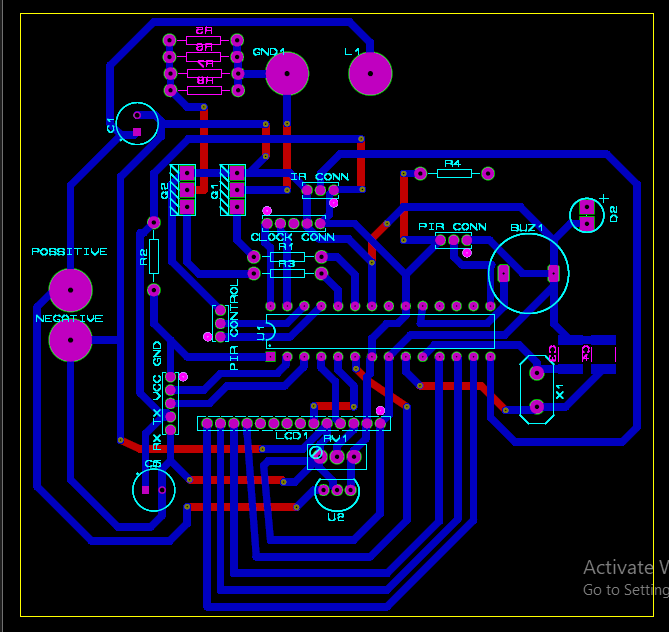 R5
R6
R7
R8
GND1
L1
C1
Q2
Q1
IR CONN
R4
D2
CLOCK CONN
PIR CONN
BUZ1
R1
R2
R3
POSSITIVE
NEGATIVE
PIR CONTROL
U1
C3
C4
X1
GND
VCC
TX
RX
LCD1
RV1
U2
Activate W
Go to Setting